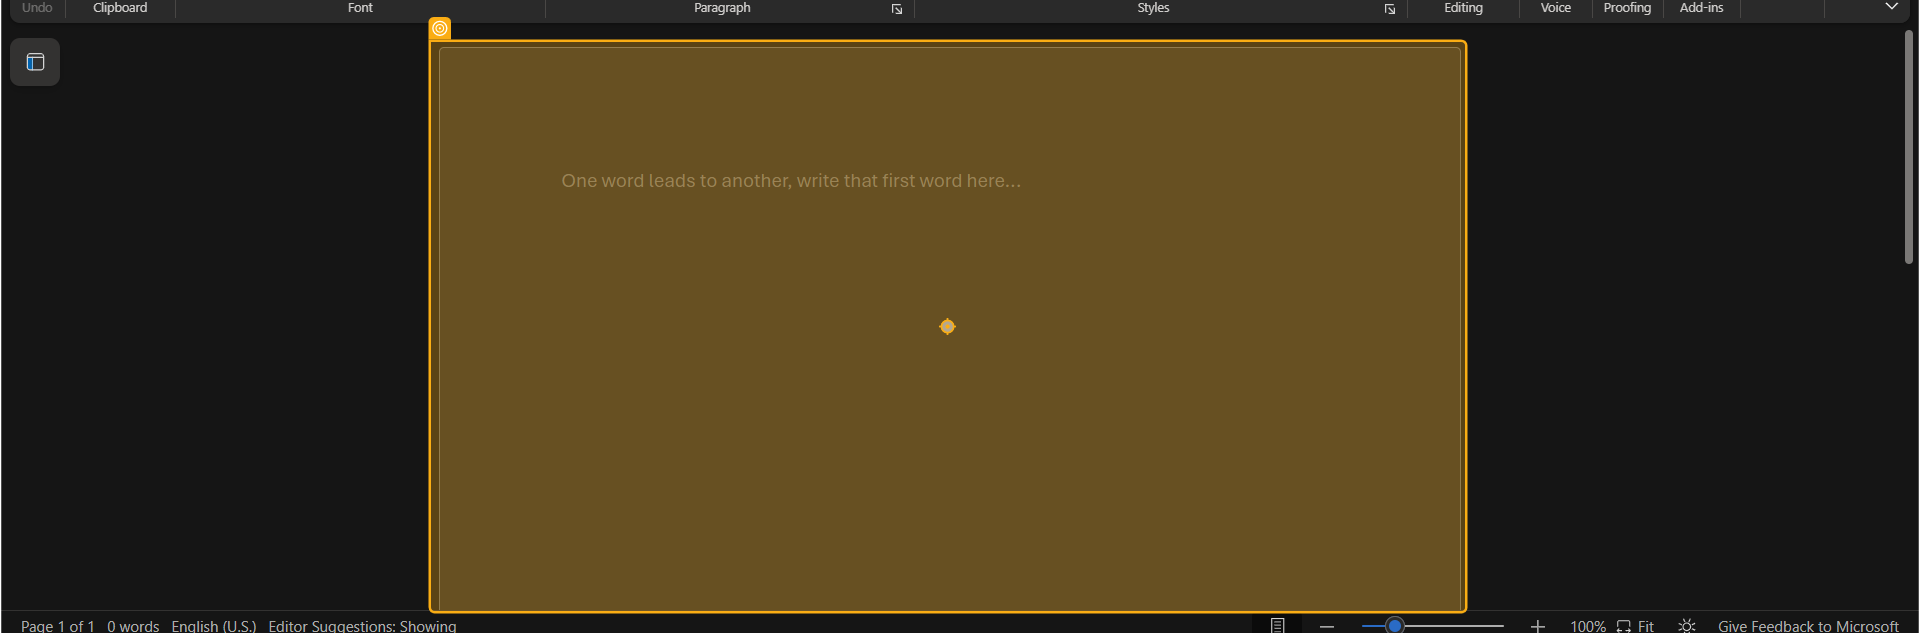 Undo Clipboard Font Paragraph Styles Editing Voice Proofing Add-ins
One word leads to another, write that first word here...
Page 1 of 1 0 words English (U.S.) Editor Suggestions: Showing 100% Fit Give Feedback to Microsoft